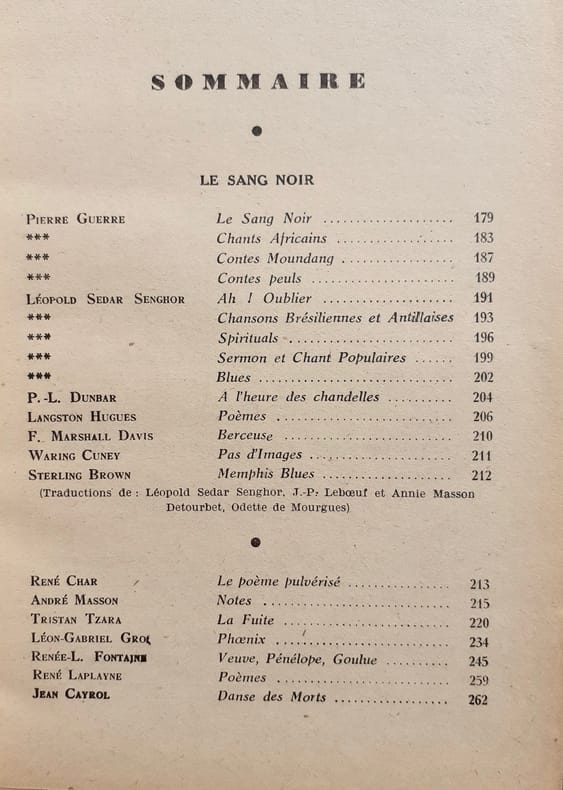 SOMMAIRE
LE SANG NOIR
PIERRE GUERRE Le Sang Noir .................... 179
*** Chants Africains .................. 183
*** Contes Moundang ................. 187
*** Contes peuls ...................... 189
LÉOPOLD SEDAR SENGHOR Ah ! Oublier .................... 191
*** Chansons Brésiliennes et Antillaises 193
*** Spirituals ......................... 196
*** Sermon et Chant Populaires ...... 199
*** Blues .............................. 202
P.-L. DUNBAR A l'heure des chandelles .......... 204
LANGSTON HUGUES Poèmes ........................... 206
F. MARSHALL DAVIS Berceuse .......................... 210
WARING CUNEY Pas d'Images ...................... 211
STERLING BROWN Memphis Blues .................... 212
(Traductions de : Léopold Sedar Senghor, J.-P. Lebœuf et Annie Masson
Detourbet, Odette de Mourgues)
RENÉ CHAR Le poème pulvérisé ................ 213
ANDRÉ MASSON Notes ............................. 215
TRISTAN TZARA La Fuite ........................... 220
LÉON-GABRIEL GROS Phœnix ........................... 234
RENÉE-L. FONTAINE Veuve, Pénélope, Goulue .......... 245
RENÉ LAPLAYNE Poèmes ........................... 259
JEAN CAYROL Danse des Morts .................. 262